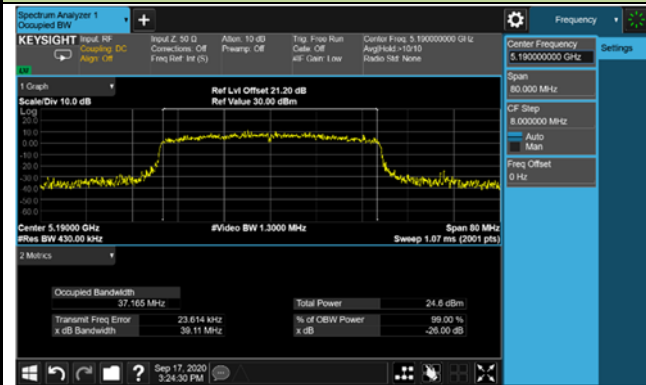 Spectrum Analyzer 1
Occupied BW
+
Frequency
KEYSIGHT
Input: RF
Coupling: DC
Align: Off
Input Z: 50 Ω
Corrections: Off
Freq Ref: Int (S)
Atten: 10 dB
Preamp: Off
Trig: Free Run
Gate: Off
#IF Gain: Low
Center Freq: 5.190000000 GHz
Avg|Hold:>10/10
Radio Std: None
Center Frequency
5.190000000 GHz
Settings
Span
80.000 MHz
CF Step
8.000000 MHz
Auto
Man
Freq Offset
0 Hz
1 Graph
Scale/Div 10.0 dB
Ref Lvl Offset 21.20 dB
Ref Value 30.00 dBm
Log
20.0
10.0
0.00
-10.0
-20.0
-30.0
-40.0
-50.0
-60.0
Center 5.19000 GHz
#Res BW 430.00 kHz
#Video BW 1.3000 MHz
Span 80 MHz
Sweep 1.07 ms (2001 pts)
2 Metrics
Occupied Bandwidth
37.165 MHz
Total Power 24.6 dBm
Transmit Freq Error 23.614 kHz
% of OBW Power 99.00 %
x dB Bandwidth 39.11 MHz
x dB -26.00 dB
?
Sep 17, 2020
3:24:30 PM